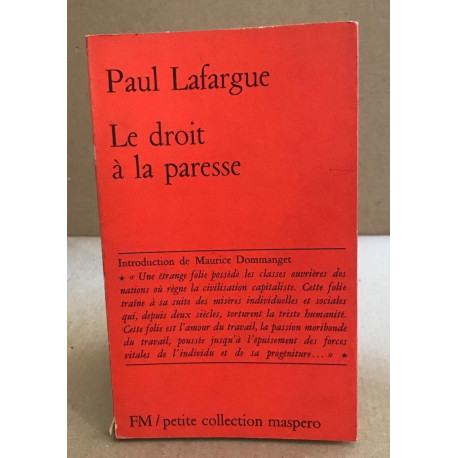 Paul Lafargue
Le droit
à la paresse
Introduction de Maurice Dommanget
★ « Une étrange folie possède les classes ouvrières des
nations où règne la civilisation capitaliste. Cette folie
traîne à sa suite des misères individuelles et sociales
qui, depuis deux siècles, torturent la triste humanité.
Cette folie est l'amour du travail, la passion moribonde
du travail, poussée jusqu'à l'épuisement des forces
vitales de l'individu et de sa progéniture... » ★
FM/petite collection maspero